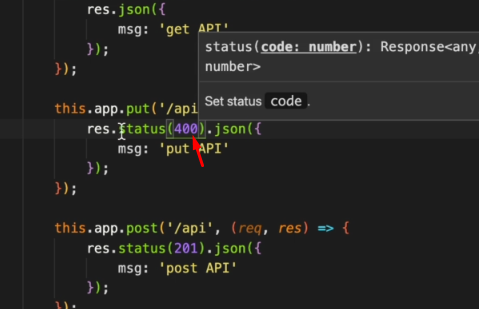 res.json({
msg: 'get API'
});
});
status(code: number): Response<any,
number>
Set status code.
this.app.put('/api
res.status(400).json({
msg: 'put API'
});
});
this.app.post('/api', (req, res) => {
res.status(201).json({
msg: 'post API'
});
});